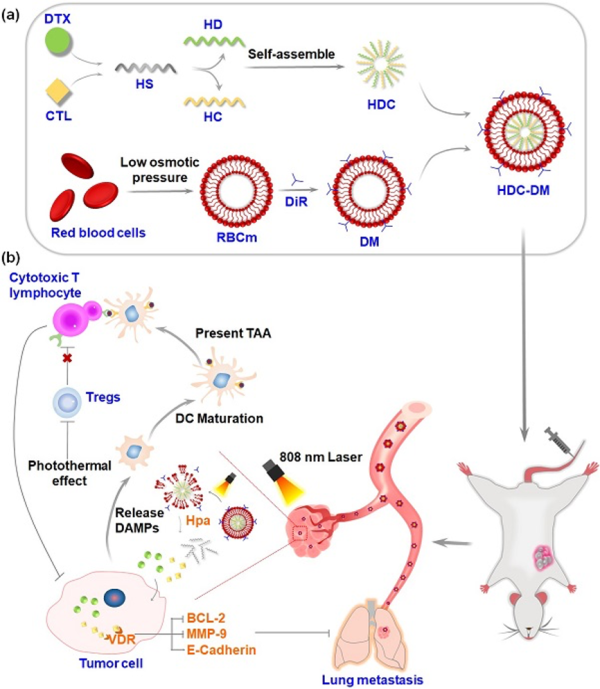 (a)
DTX
CTL
HS
HD
HC
Self-assemble
HDC
HDC-DM
Red blood cells
Low osmotic
pressure
RBCm
DiR
DM
(b)
Cytotoxic T
lymphocyte
Present TAA
Tregs
DC Maturation
Photothermal
effect
808 nm Laser
Release
DAMPs
Hpa
VDR
BCL-2
MMP-9
E-Cadherin
Tumor cell
Lung metastasis